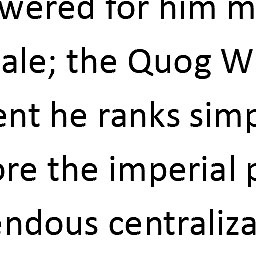 wered for him m
ale; the Quog W
ent he ranks simp
ore the imperial p
endous centraliza